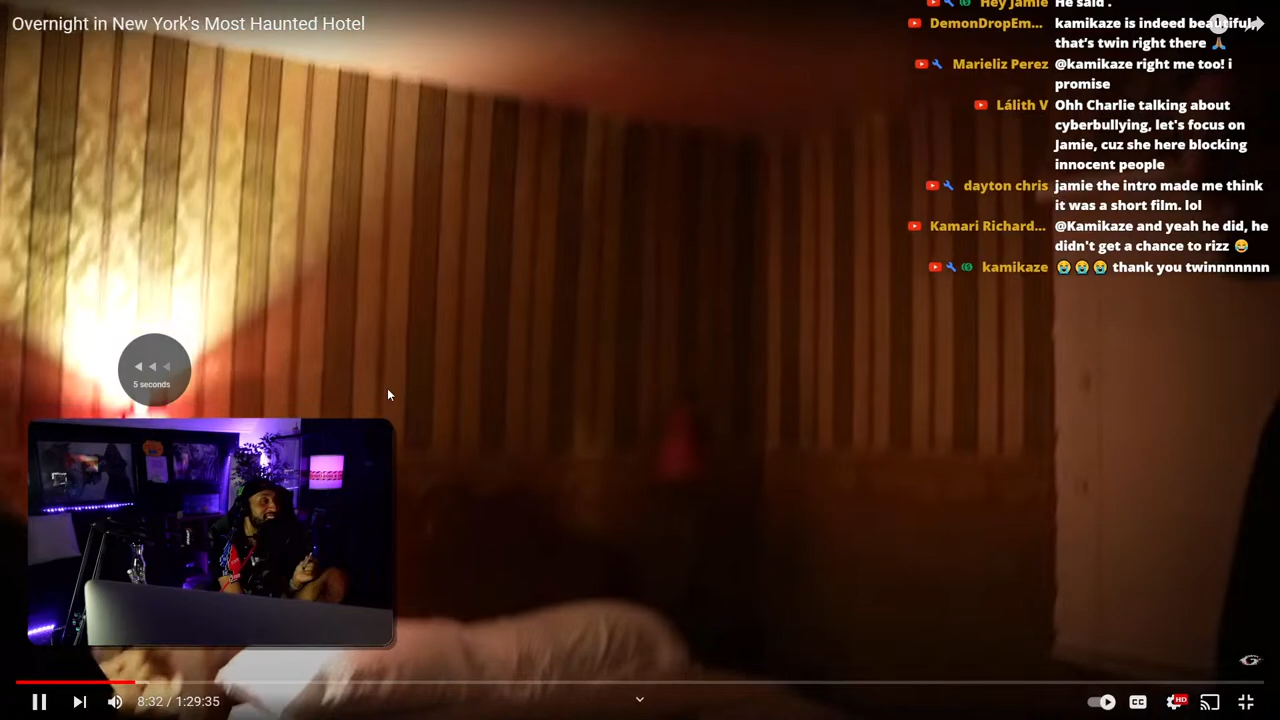 Overnight in New York's Most Haunted Hotel
Hey Jamie He said .
DemonDropEm... kamikaze is indeed beautiful,
that's twin right there 🙏🏽
Marieliz Perez @kamikaze right me too! i
promise
Lálith V Ohh Charlie talking about
cyberbullying, let's focus on
Jamie, cuz she here blocking
innocent people
dayton chris jamie the intro made me think
it was a short film. lol
Kamari Richard... @Kamikaze and yeah he did, he
didn't get a chance to rizz 😂
kamikaze 😭 😭 😭 thank you twinnnnnnn
5 seconds
8:32 / 1:29:35
CC
HD